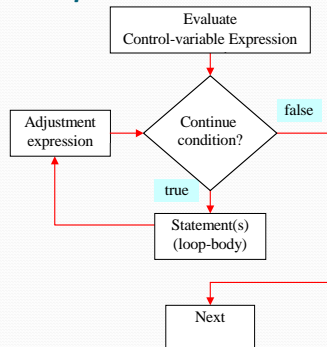 Evaluate
Control-variable Expression
false
Adjustment
expression
Continue
condition?
true
Statement(s)
(loop-body)
Next